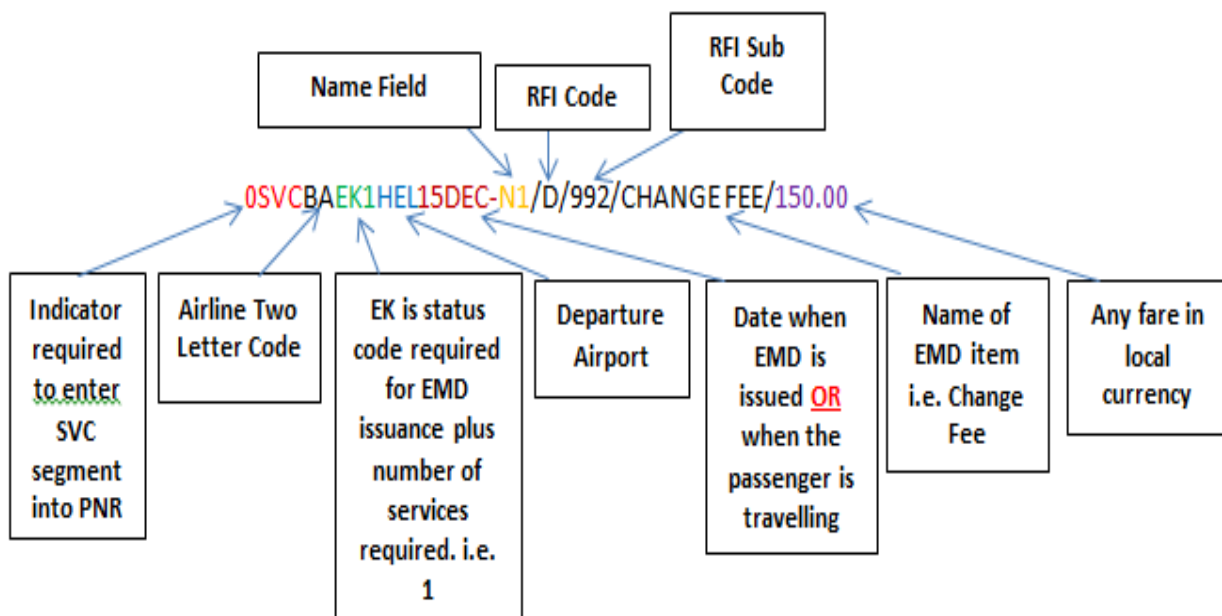 Name Field
RFI Code
RFI Sub
Code
0SVCBAEK1HEL15DEC-N1/D/992/CHANGE FEE/150.00
Indicator
required
to enter
SVC
segment
into PNR
Airline Two
Letter Code
EK is status
code required
for EMD
issuance plus
number of
services
required. i.e.
1
Departure
Airport
Date when
EMD is
issued OR
when the
passenger is
travelling
Name of
EMD item
i.e. Change
Fee
Any fare in
local
currency